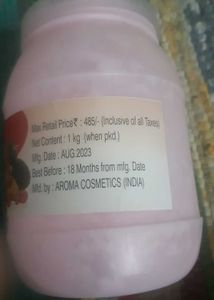 Max Retail Price₹ : 485/- (Inclusive of all Taxes)
Net Content : 1 kg (when pkd.)
Mfg. Date : AUG.2023
Best Before : 18 Months from mfg. Date
Mfd. by : AROMA COSMETICS (INDIA)